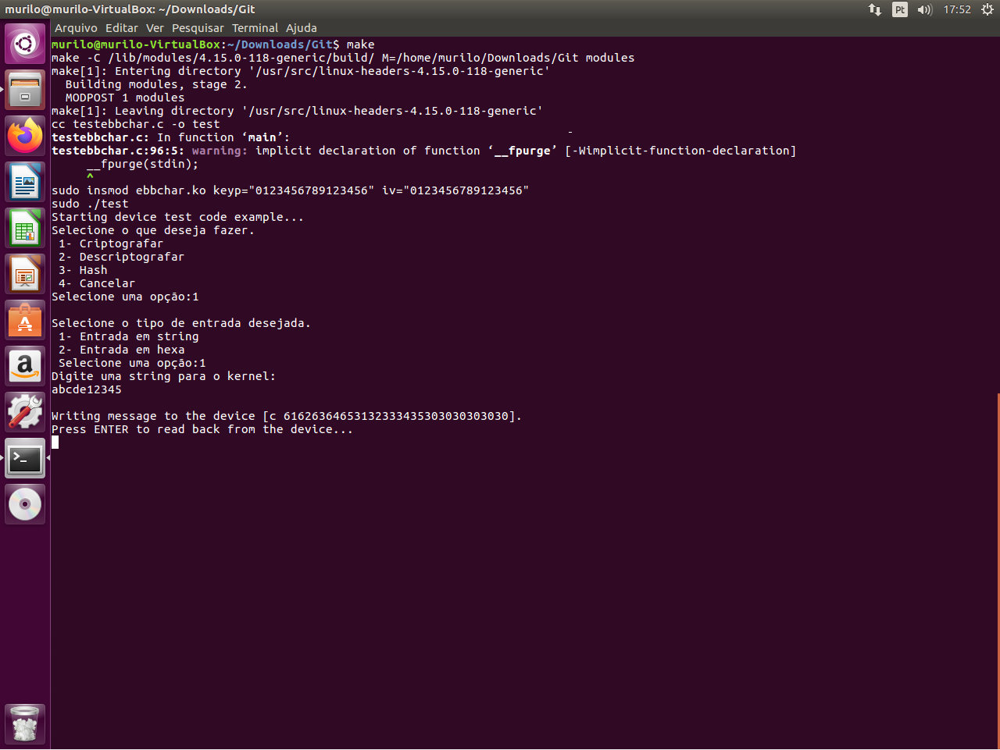 murilo@murilo-VirtualBox: ~/Downloads/Git
Pt
17:52
Arquivo Editar Ver Pesquisar Terminal Ajuda
murilo@murilo-VirtualBox:~/Downloads/Git$ make
make -C /lib/modules/4.15.0-118-generic/build/ M=/home/murilo/Downloads/Git modules
make[1]: Entering directory '/usr/src/linux-headers-4.15.0-118-generic'
  Building modules, stage 2.
  MODPOST 1 modules
make[1]: Leaving directory '/usr/src/linux-headers-4.15.0-118-generic'
cc testebbchar.c -o test
testebbchar.c: In function ‘main’:
testebbchar.c:96:5: warning: implicit declaration of function ‘__fpurge’ [-Wimplicit-function-declaration]
     __fpurge(stdin);
     ^
sudo insmod ebbchar.ko keyp="0123456789123456" iv="0123456789123456"
sudo ./test
Starting device test code example...
Selecione o que deseja fazer.
 1- Criptografar
 2- Descriptografar
 3- Hash
 4- Cancelar
Selecione uma opção:1
Selecione o tipo de entrada desejada.
 1- Entrada em string
 2- Entrada em hexa
 Selecione uma opção:1
Digite uma string para o kernel:
abcde12345
Writing message to the device [c 61626364653132333435303030303030].
Press ENTER to read back from the device...